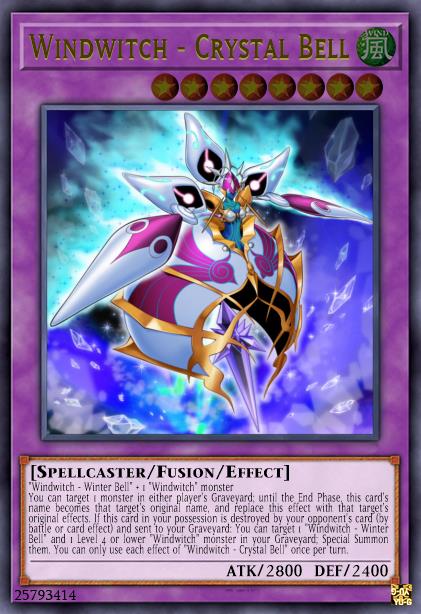 Windwitch - Crystal Bell
WIND
風
[Spellcaster/Fusion/Effect]
"Windwitch - Winter Bell" + 1 "Windwitch" monster
You can target 1 monster in either player's Graveyard; until the End Phase, this card's
name becomes that target's original name, and replace this effect with that target's
original effects. If this card in your possession is destroyed by your opponent's card (by
battle or card effect) and sent to your Graveyard: You can target 1 "Windwitch - Winter
Bell" and 1 Level 4 or lower "Windwitch" monster in your Graveyard; Special Summon
them. You can only use each effect of "Windwitch - Crystal Bell" once per turn.
ATK/2800 DEF/2400
25793414